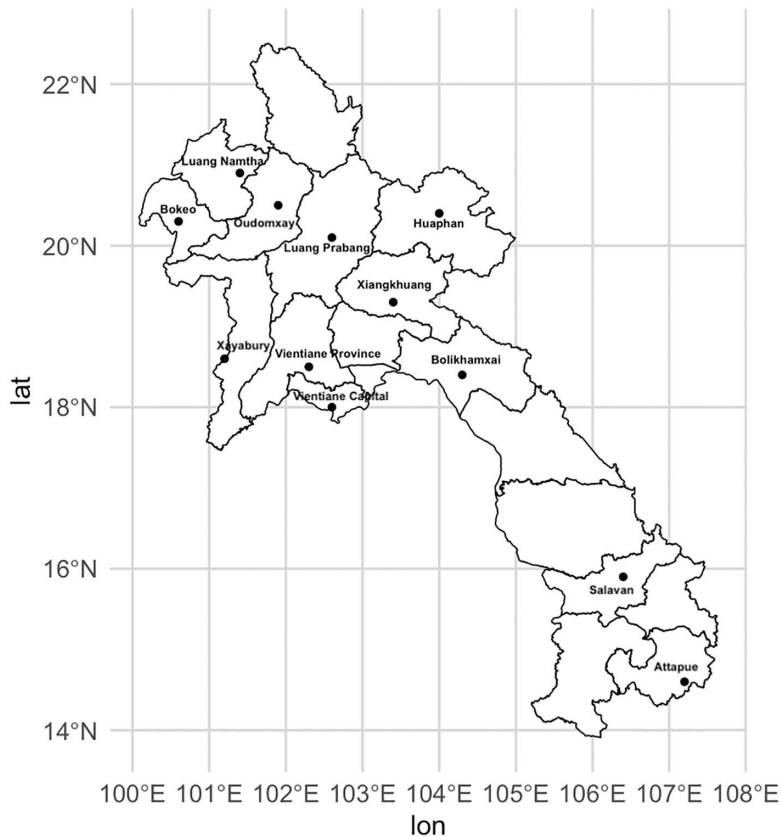 22°N
Luang Namtha
Bokeo
Oudomxay
Huaphan
20°N
Luang Prabang
Xiangkhuang
Xayabury
Vientiane Province
Bolikhamxai
lat
Vientiane Capital
18°N
16°N
Salavan
Attapue
14°N
100°E 101°E 102°E 103°E 104°E 105°E 106°E 107°E 108°E
lon